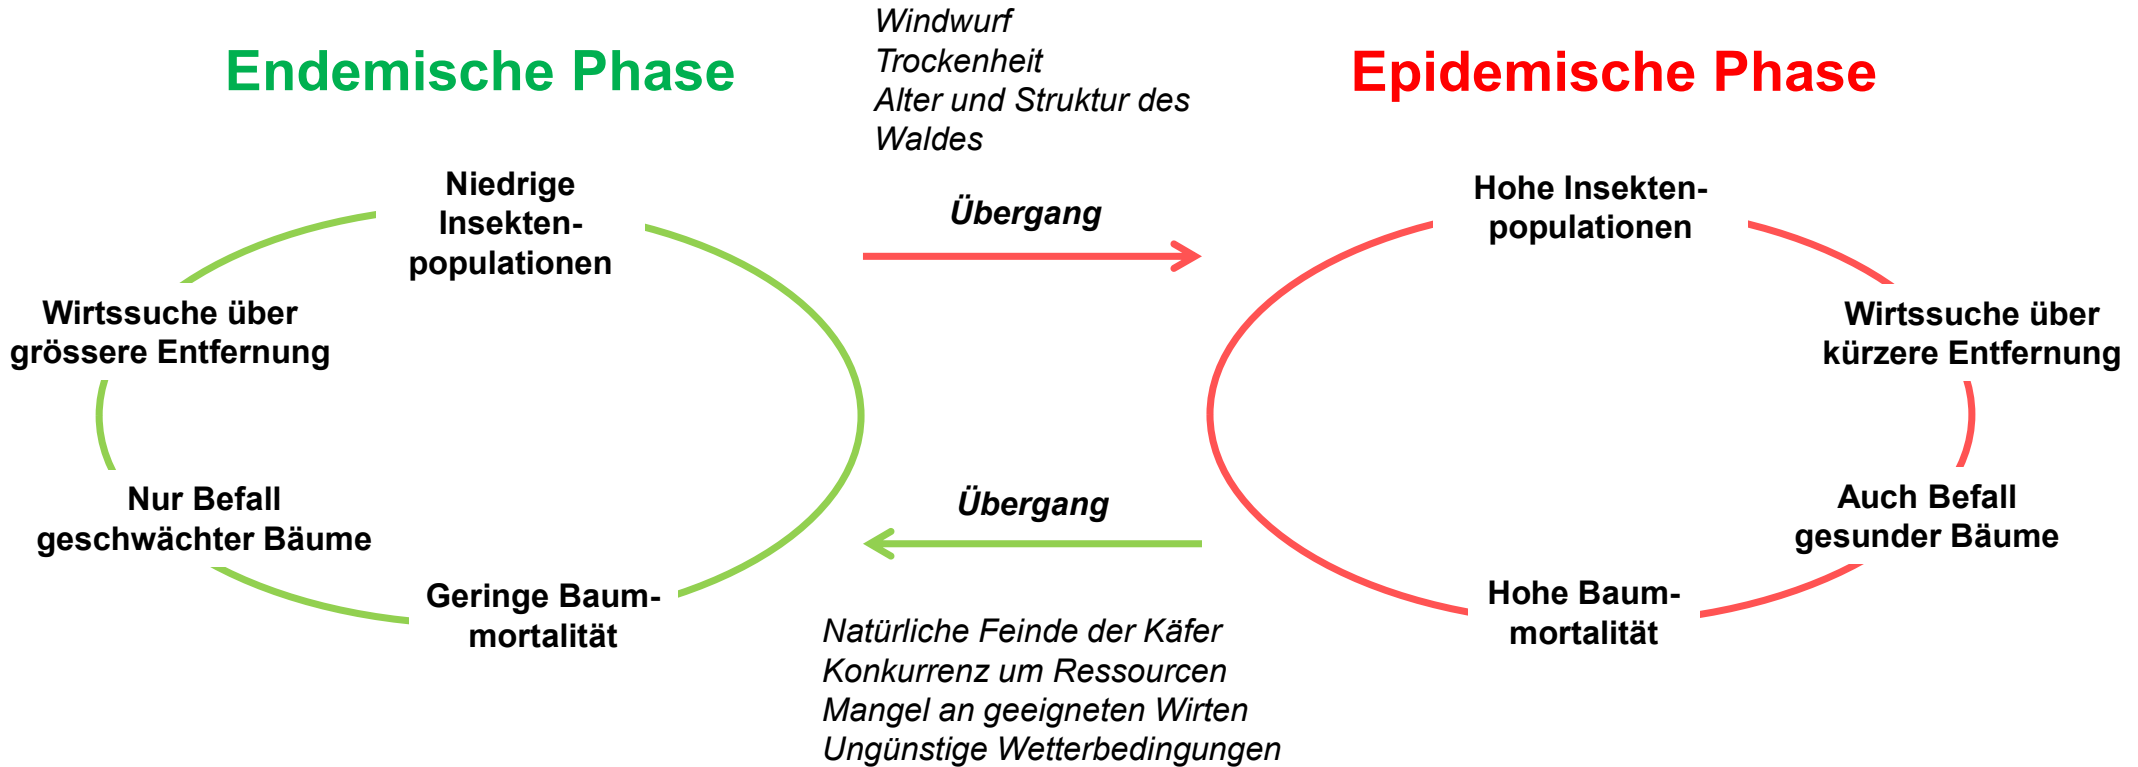 Endemische Phase
Niedrige
Insekten-
populationen
Wirtssuche über
grössere Entfernung
Nur Befall
geschwächter Bäume
Geringe Baum-
mortalität
Windwurf
Trockenheit
Alter und Struktur des
Waldes
Übergang
Übergang
Natürliche Feinde der Käfer
Konkurrenz um Ressourcen
Mangel an geeigneten Wirten
Ungünstige Wetterbedingungen
Epidemische Phase
Hohe Insekten-
populationen
Wirtssuche über
kürzere Entfernung
Auch Befall
gesunder Bäume
Hohe Baum-
mortalität